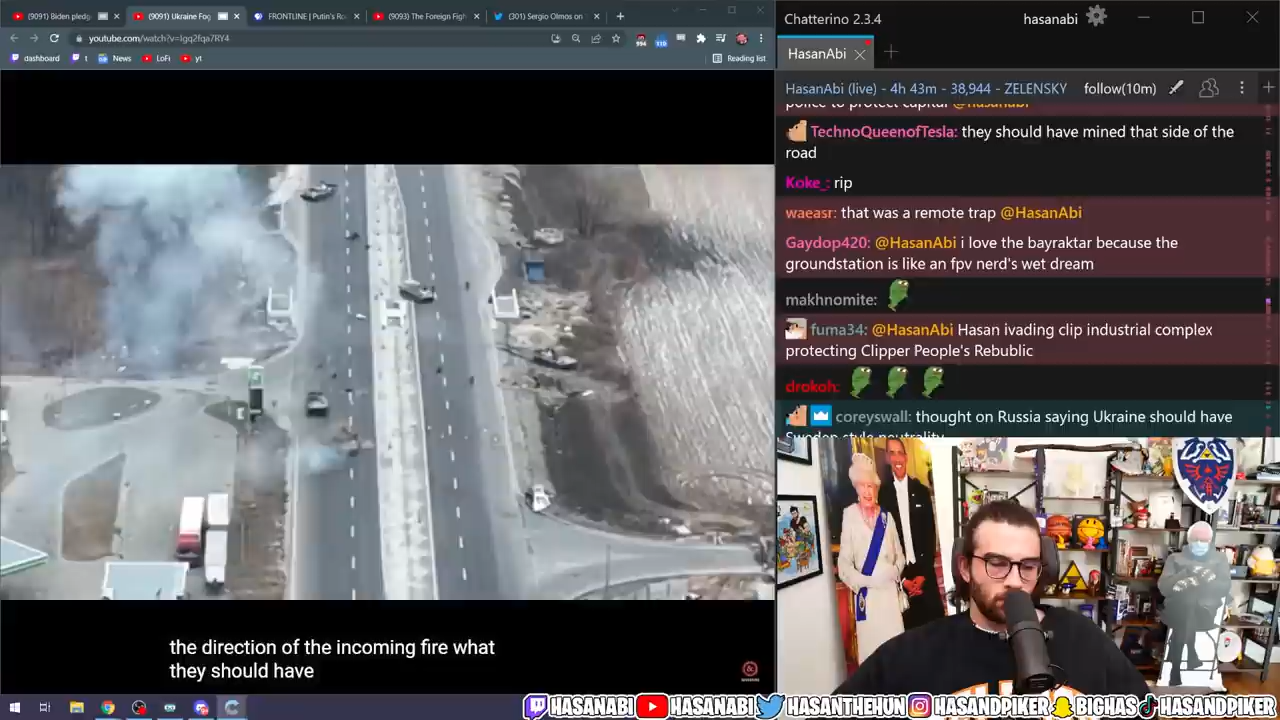 (9091) Biden pledg
(9091) Ukraine Fog
FRONTLINE | Putin's Ro
(9093) The Foreign Figh
(301) Sergio Olmos on
Chatterino 2.3.4
hasanabi
youtube.com/watch?v=Igq2fqa7RY4
dashboard
t
News
LoFi
yt
Reading list
HasanAbi
HasanAbi (live) - 4h 43m - 38,944 - ZELENSKY
follow(10m)
police to protect capital @hasanabi
TechnoQueenofTesla: they should have mined that side of the
road
Koke_: rip
waeasr: that was a remote trap @HasanAbi
Gaydop420: @HasanAbi i love the bayraktar because the
groundstation is like an fpv nerd's wet dream
makhnomite:
fuma34: @HasanAbi Hasan ivading clip industrial complex
protecting Clipper People's Rebublic
drokoh:
coreyswall: thought on Russia saying Ukraine should have
Sweden style neutrality
the direction of the incoming fire what
they should have
HASANABI
HASANABI
HASANTHEHUN
HASANDPIKER
BIGHAS
HASANDPIKER